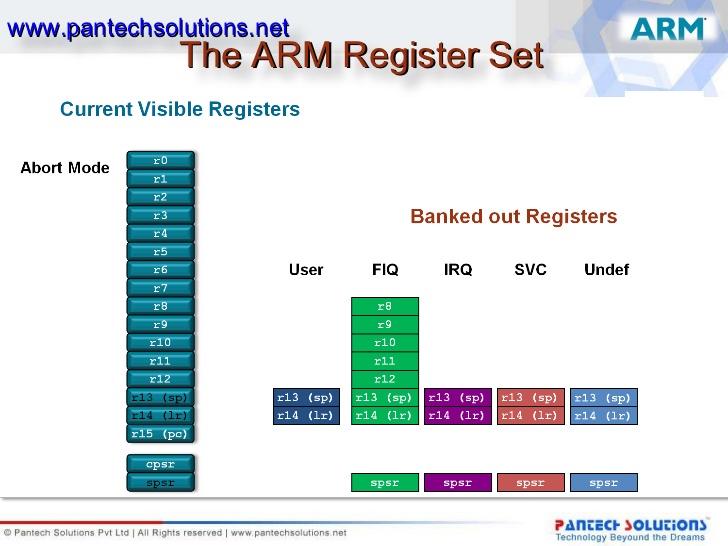 www.pantechsolutions.net
ARM
The ARM Register Set
Current Visible Registers
Abort Mode
r0
r1
r2
r3
r4
r5
r6
r7
r8
r9
r10
r11
r12
r13 (sp)
r14 (lr)
r15 (pc)
cpsr
spsr
Banked out Registers
User FIQ IRQ SVC Undef
r8
r9
r10
r11
r12
r13 (sp) r13 (sp) r13 (sp) r13 (sp) r13 (sp)
r14 (lr) r14 (lr) r14 (lr) r14 (lr) r14 (lr)
spsr spsr spsr spsr
© Pantech Solutions Pvt Ltd | All rights reserved | www.pantechsolutions.net
PANTECH SOLUTIONS
Technology Beyound the Dreams